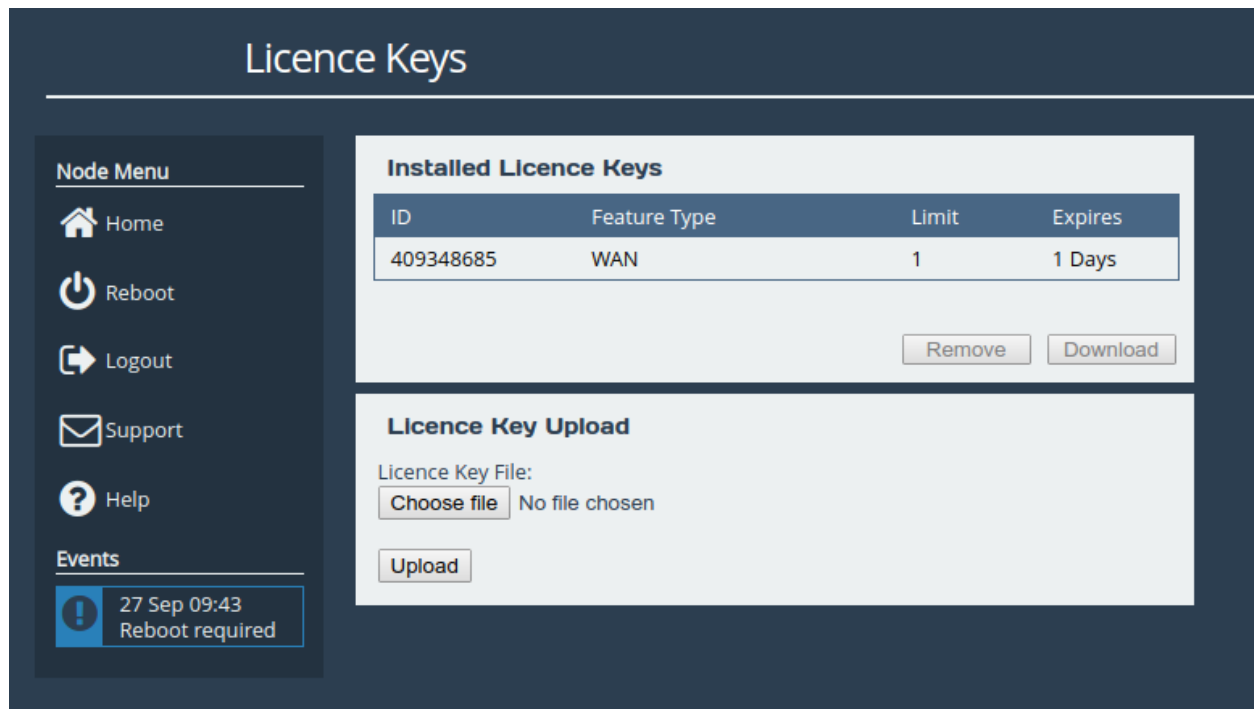 Licence Keys
Node Menu
Home
Reboot
Logout
Support
Help
Events
27 Sep 09:43
Reboot required
Installed Licence Keys
ID Feature Type Limit Expires
409348685 WAN 1 1 Days
Remove Download
Licence Key Upload
Licence Key File:
Choose file No file chosen
Upload